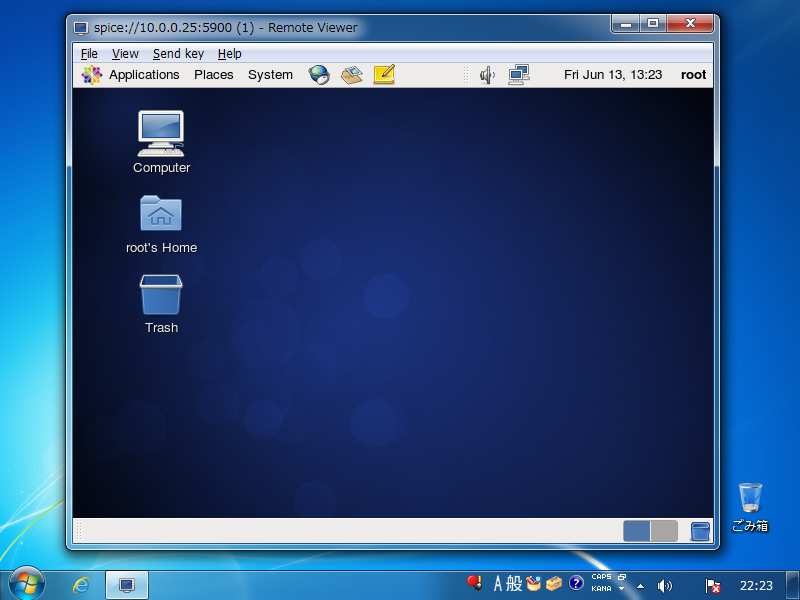 spice://10.0.0.25:5900 (1) - Remote Viewer
File View Send key Help
Applications Places System Fri Jun 13, 13:23 root
Computer
root's Home
Trash
ごみ箱
A 般 CAPS
KANA
22:23